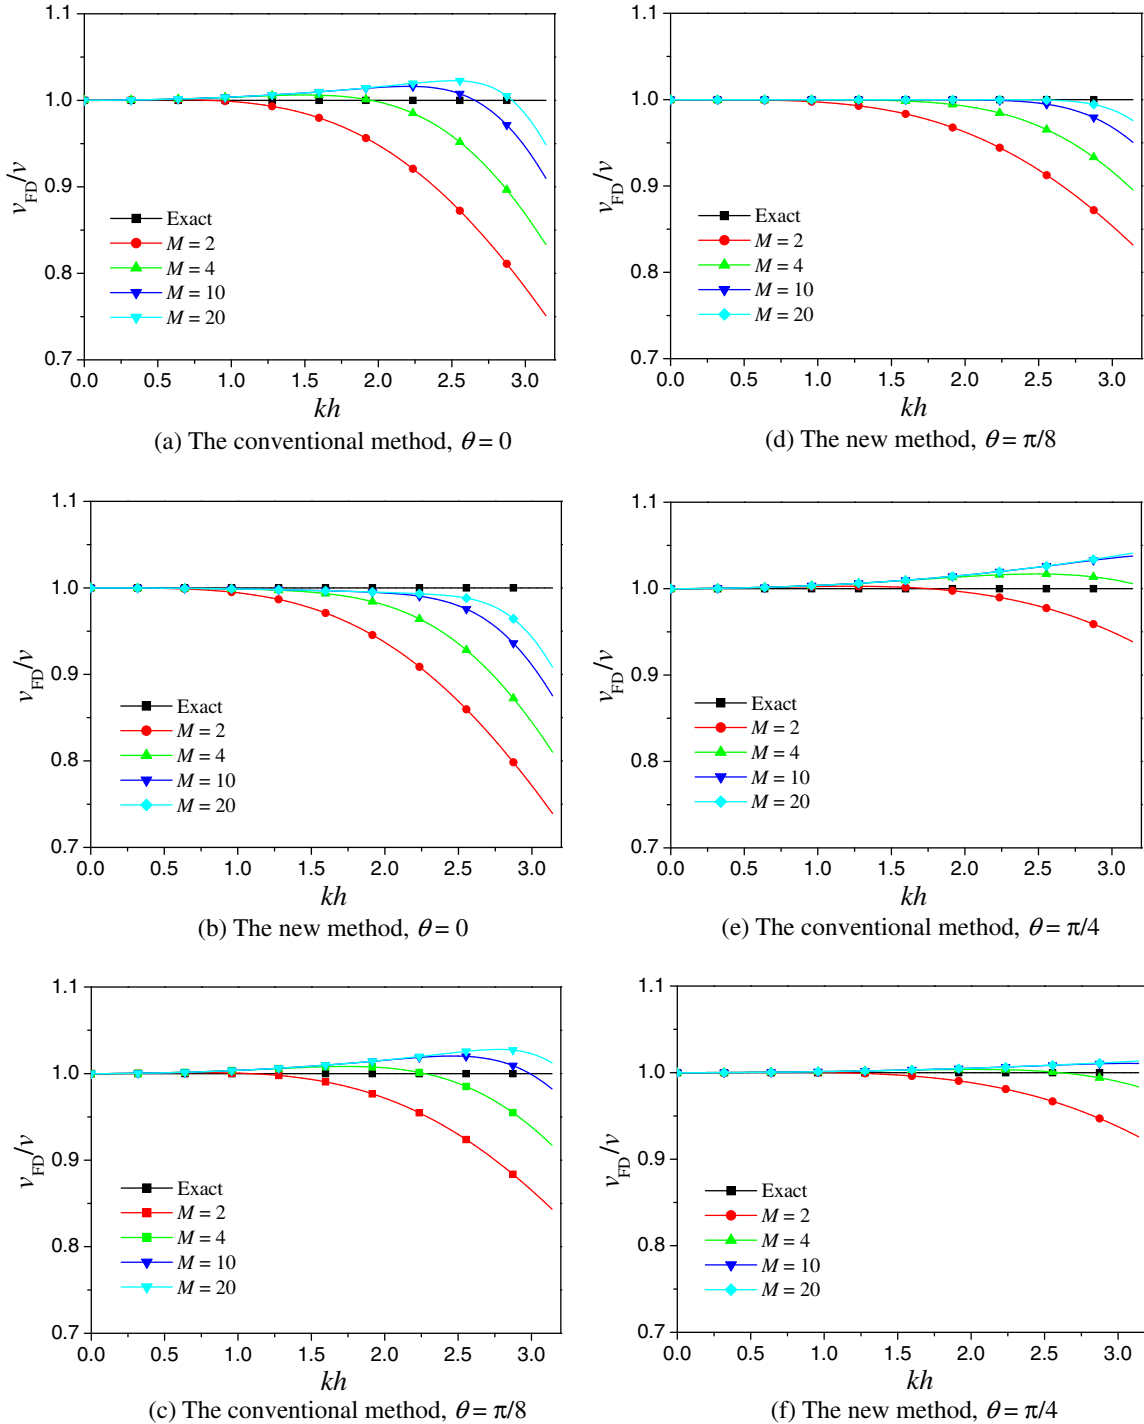 1.1
1.0
0.9
0.8
0.7
v_FD/v
Exact
M = 2
M = 4
M = 10
M = 20
0.0 0.5 1.0 1.5 2.0 2.5 3.0
kh
(a) The conventional method, θ = 0
1.1
1.0
0.9
0.8
0.7
v_FD/v
Exact
M = 2
M = 4
M = 10
M = 20
0.0 0.5 1.0 1.5 2.0 2.5 3.0
kh
(d) The new method, θ = π/8
1.1
1.0
0.9
0.8
0.7
v_FD/v
Exact
M = 2
M = 4
M = 10
M = 20
0.0 0.5 1.0 1.5 2.0 2.5 3.0
kh
(b) The new method, θ = 0
1.1
1.0
0.9
0.8
0.7
v_FD/v
Exact
M = 2
M = 4
M = 10
M = 20
0.0 0.5 1.0 1.5 2.0 2.5 3.0
kh
(e) The conventional method, θ = π/4
1.1
1.0
0.9
0.8
0.7
v_FD/v
Exact
M = 2
M = 4
M = 10
M = 20
0.0 0.5 1.0 1.5 2.0 2.5 3.0
kh
(c) The conventional method, θ = π/8
1.1
1.0
0.9
0.8
0.7
v_FD/v
Exact
M = 2
M = 4
M = 10
M = 20
0.0 0.5 1.0 1.5 2.0 2.5 3.0
kh
(f) The new method, θ = π/4